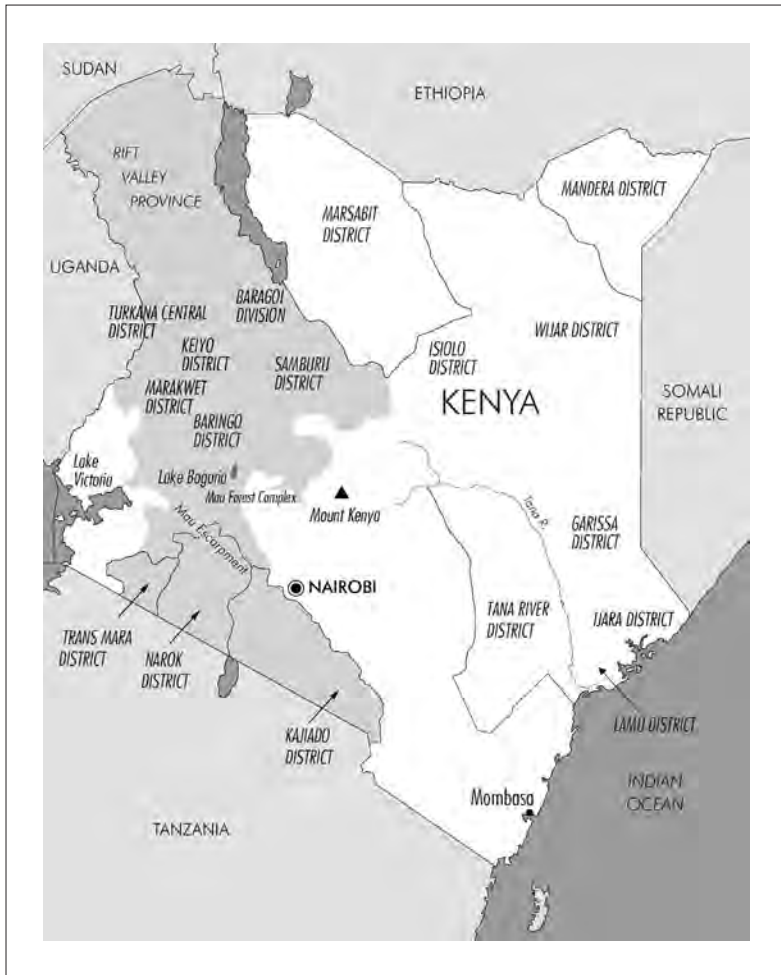 SUDAN
ETHIOPIA
RIFT
VALLEY
PROVINCE
MANDERA DISTRICT
MARSABIT
DISTRICT
UGANDA
BARAGOI
DIVISION
TURKANA CENTRAL
DISTRICT
WIJAR DISTRICT
KEIYO
DISTRICT
ISIOLO
DISTRICT
SAMBURU
DISTRICT
MARAKWET
DISTRICT
KENYA
SOMALI
REPUBLIC
BARINGO
DISTRICT
Lake
Victoria
Lake Bogoria
Mau Forest Complex
Mount Kenya
Tana R.
Mau Escarpment
GARISSA
DISTRICT
NAIROBI
TANA RIVER
DISTRICT
IJARA DISTRICT
TRANS MARA
DISTRICT
NAROK
DISTRICT
LAMU DISTRICT
KAJIADO
DISTRICT
INDIAN
OCEAN
Mombasa
TANZANIA